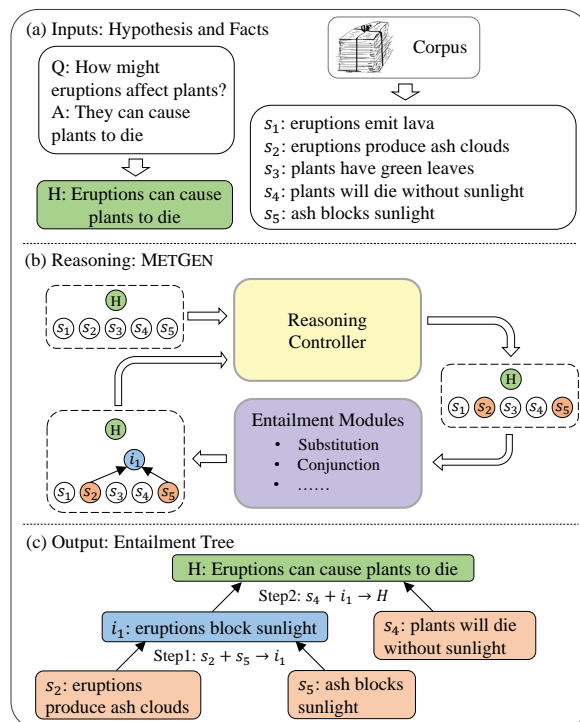 (a) Inputs: Hypothesis and Facts
Q: How might
eruptions affect plants?
A: They can cause
plants to die
H: Eruptions can cause
plants to die
Corpus
s₁: eruptions emit lava
s₂: eruptions produce ash clouds
s₃: plants have green leaves
s₄: plants will die without sunlight
s₅: ash blocks sunlight
(b) Reasoning: METGEN
H
s₁ s₂ s₃ s₄ s₅
Reasoning
Controller
H
s₁ s₂ s₃ s₄ s₅
Entailment Modules
• Substitution
• Conjunction
• ......
H
i₁
s₁ s₂ s₃ s₄ s₅
(c) Output: Entailment Tree
H: Eruptions can cause plants to die
Step2: s₄ + i₁ → H
i₁: eruptions block sunlight
s₄: plants will die
without sunlight
Step1: s₂ + s₅ → i₁
s₂: eruptions
produce ash clouds
s₅: ash blocks
sunlight